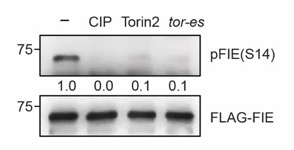 – CIP Torin2 tor-es
75 pFIE(S14)
1.0 0.0 0.1 0.1
75 FLAG-FIE